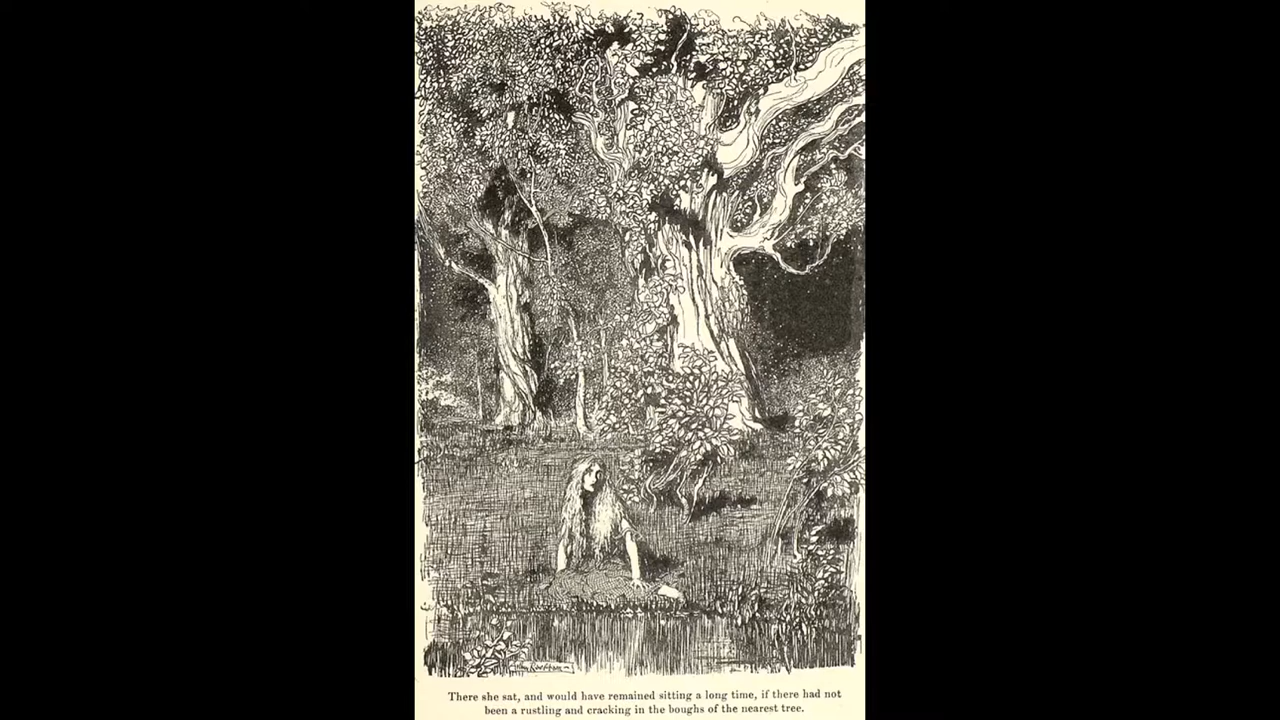 There she sat, and would have remained sitting a long time, if there had not
been a rustling and cracking in the boughs of the nearest tree.